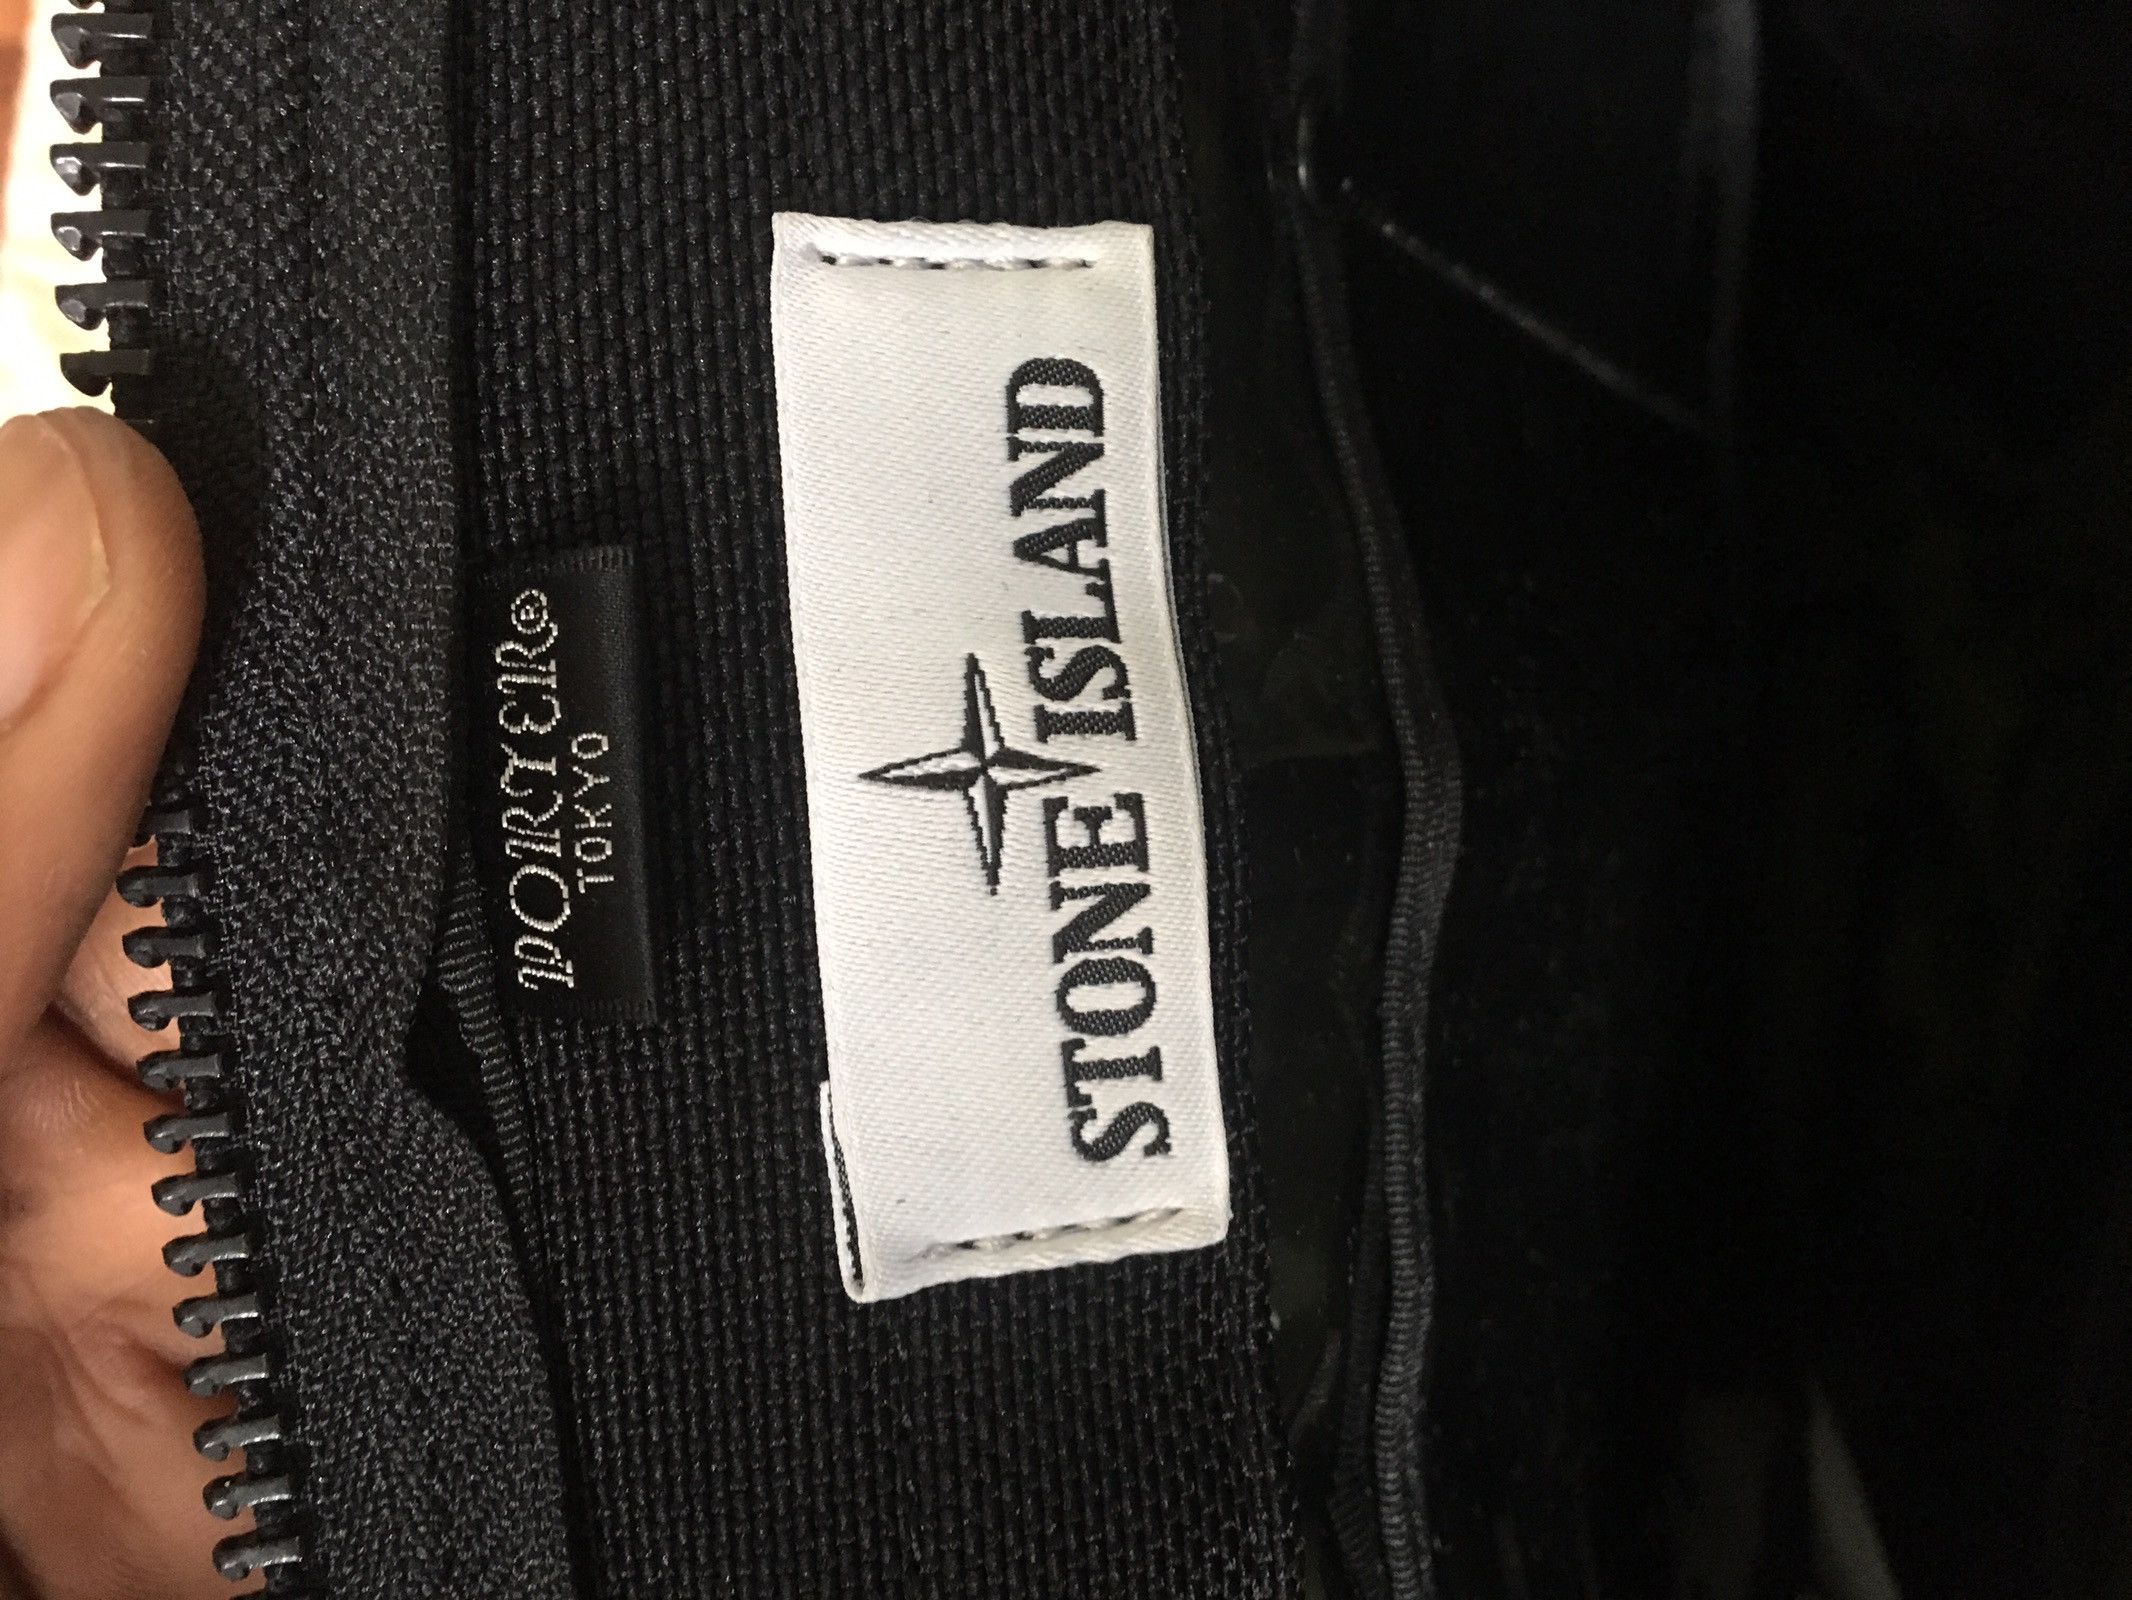 PORTER®
TOKYO
STONE ISLAND